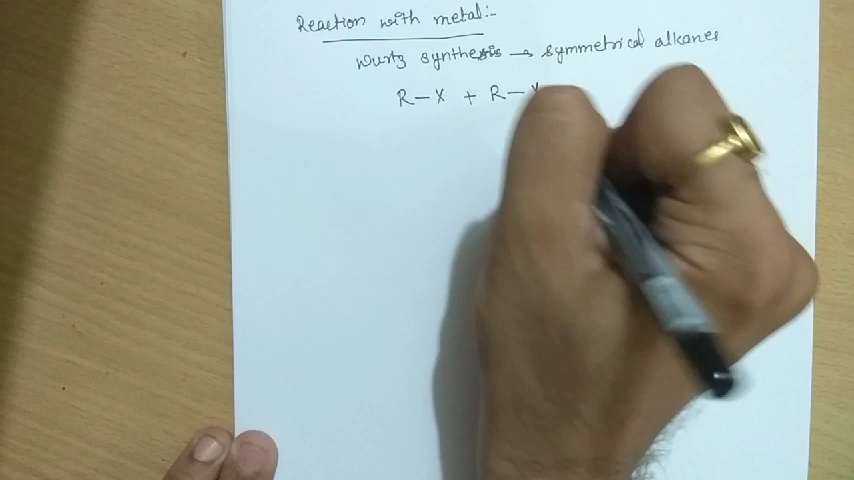 Reaction with metal:-
Wurtz synthesis → symmetrical alkanes
R-X + R-X